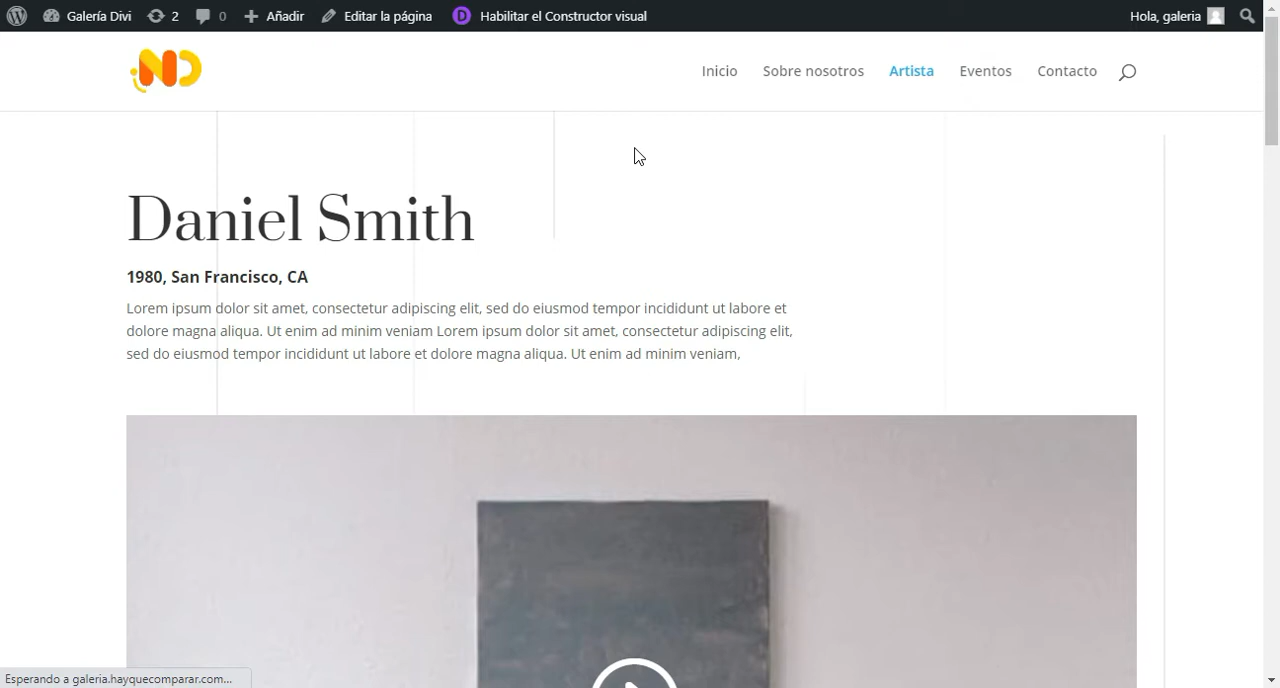 Galería Divi 2 0 Añadir Editar la página D Habilitar el Constructor visual Hola, galeria
ND Inicio Sobre nosotros Artista Eventos Contacto
Daniel Smith
1980, San Francisco, CA
Lorem ipsum dolor sit amet, consectetur adipiscing elit, sed do eiusmod tempor incididunt ut labore et
dolore magna aliqua. Ut enim ad minim veniam Lorem ipsum dolor sit amet, consectetur adipiscing elit,
sed do eiusmod tempor incididunt ut labore et dolore magna aliqua. Ut enim ad minim veniam,
Esperando a galeria.hayquecomparar.com...